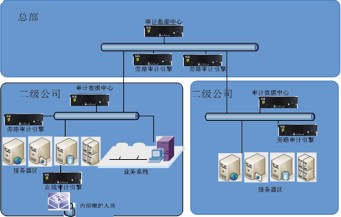 总部
审计数据中心
旁路审计引擎
旁路审计引擎
二级公司
审计数据中心
旁路审计引擎
服务器区
业务系统
在线审计引擎
内部维护人员
二级公司
审计数据中心
旁路审计引擎
服务器区